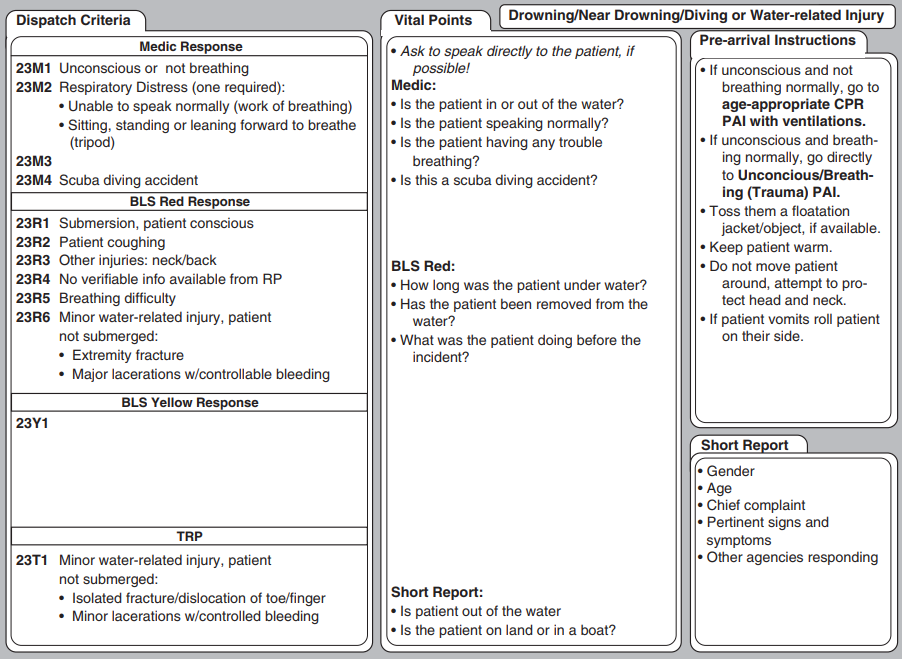 Dispatch Criteria
Medic Response
23M1 Unconscious or not breathing
23M2 Respiratory Distress (one required):
• Unable to speak normally (work of breathing)
• Sitting, standing or leaning forward to breathe
(tripod)
23M3
23M4 Scuba diving accident
BLS Red Response
23R1 Submersion, patient conscious
23R2 Patient coughing
23R3 Other injuries: neck/back
23R4 No verifiable info available from RP
23R5 Breathing difficulty
23R6 Minor water-related injury, patient
not submerged:
• Extremity fracture
• Major lacerations w/controllable bleeding
BLS Yellow Response
23Y1
TRP
23T1 Minor water-related injury, patient
not submerged:
• Isolated fracture/dislocation of toe/finger
• Minor lacerations w/controlled bleeding
Vital Points
• Ask to speak directly to the patient, if
possible!
Medic:
• Is the patient in or out of the water?
• Is the patient speaking normally?
• Is the patient having any trouble
breathing?
• Is this a scuba diving accident?
BLS Red:
• How long was the patient under water?
• Has the patient been removed from the
water?
• What was the patient doing before the
incident?
Short Report:
• Is patient out of the water
• Is the patient on land or in a boat?
Drowning/Near Drowning/Diving or Water-related Injury
Pre-arrival Instructions
• If unconscious and not
breathing normally, go to
age-appropriate CPR
PAI with ventilations.
• If unconscious and breath-
ing normally, go directly
to Unconcious/Breath-
ing (Trauma) PAI.
• Toss them a floatation
jacket/object, if available.
• Keep patient warm.
• Do not move patient
around, attempt to pro-
tect head and neck.
• If patient vomits roll patient
on their side.
Short Report
• Gender
• Age
• Chief complaint
• Pertinent signs and
symptoms
• Other agencies responding